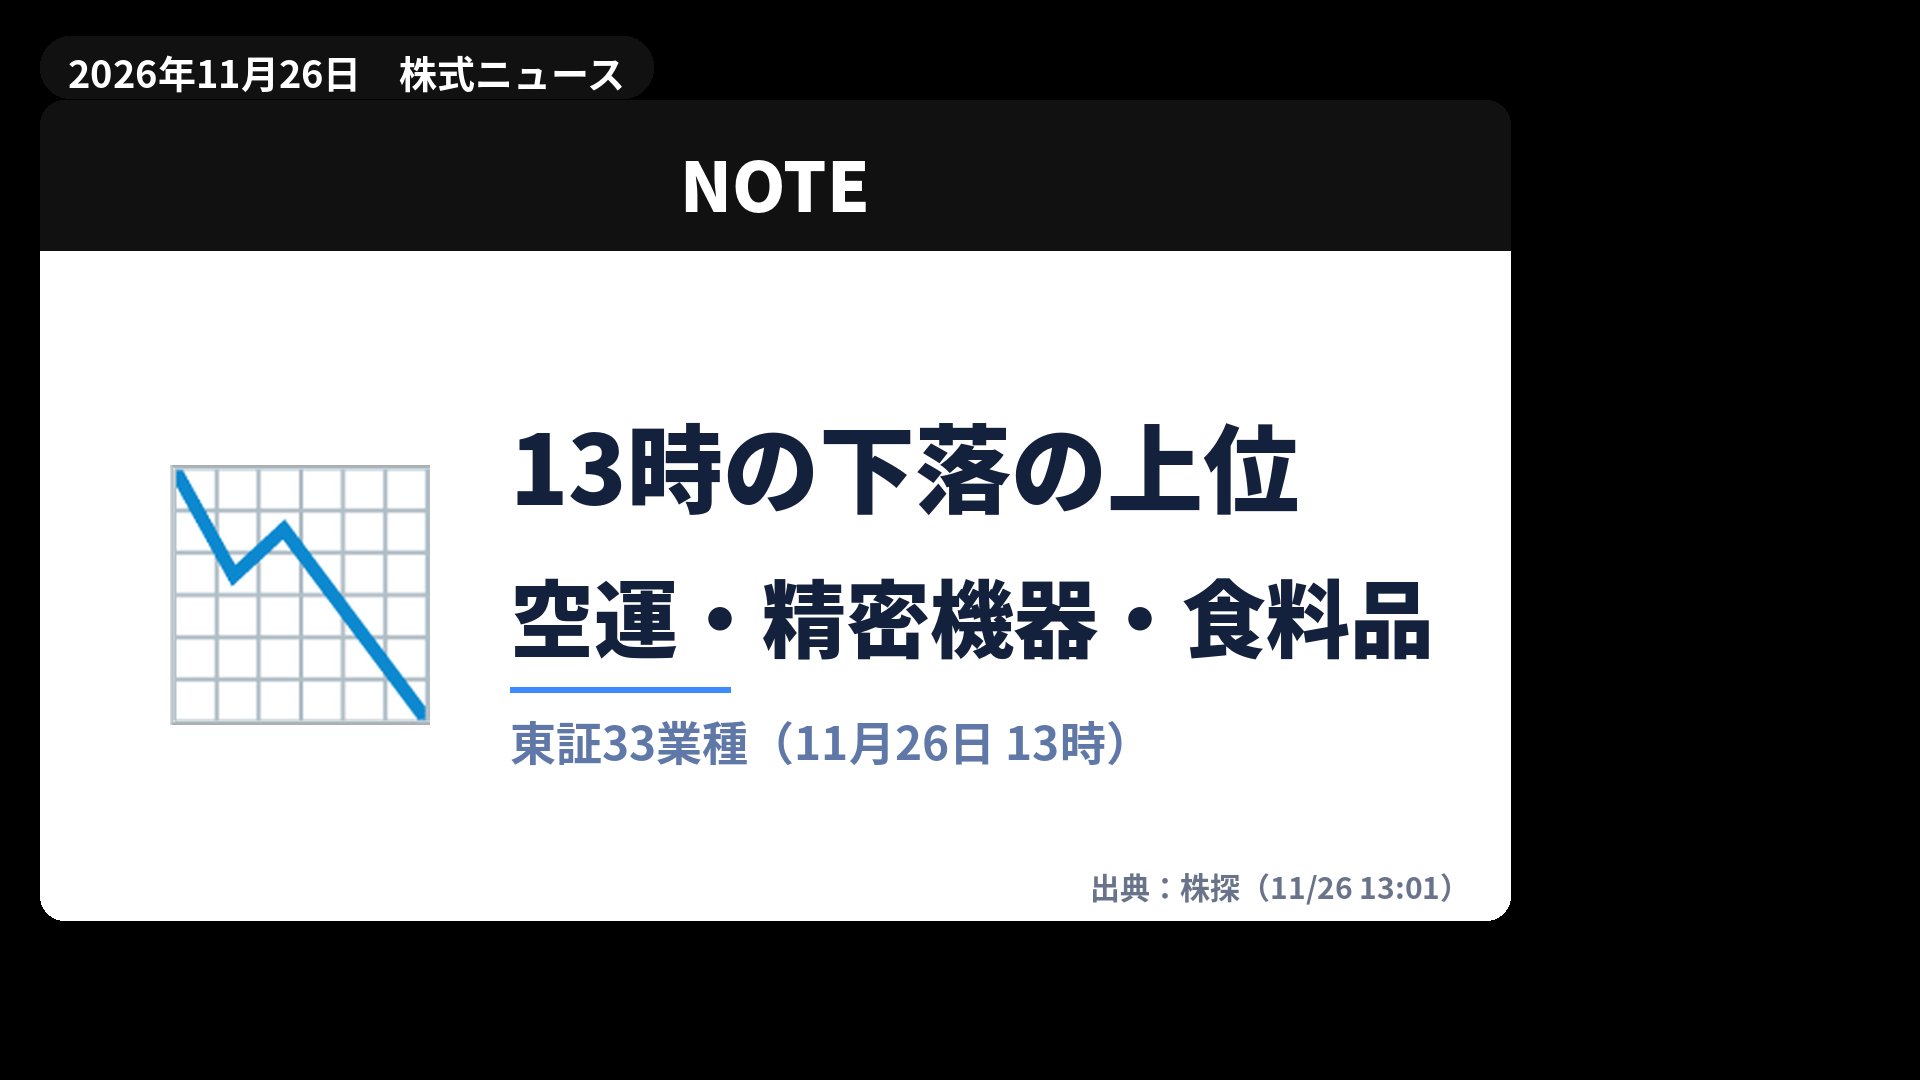 2026年11月26日　株式ニュース
NOTE
13時の下落の上位
空運・精密機器・食料品
東証33業種（11月26日 13時）
出典：株探（11/26 13:01）